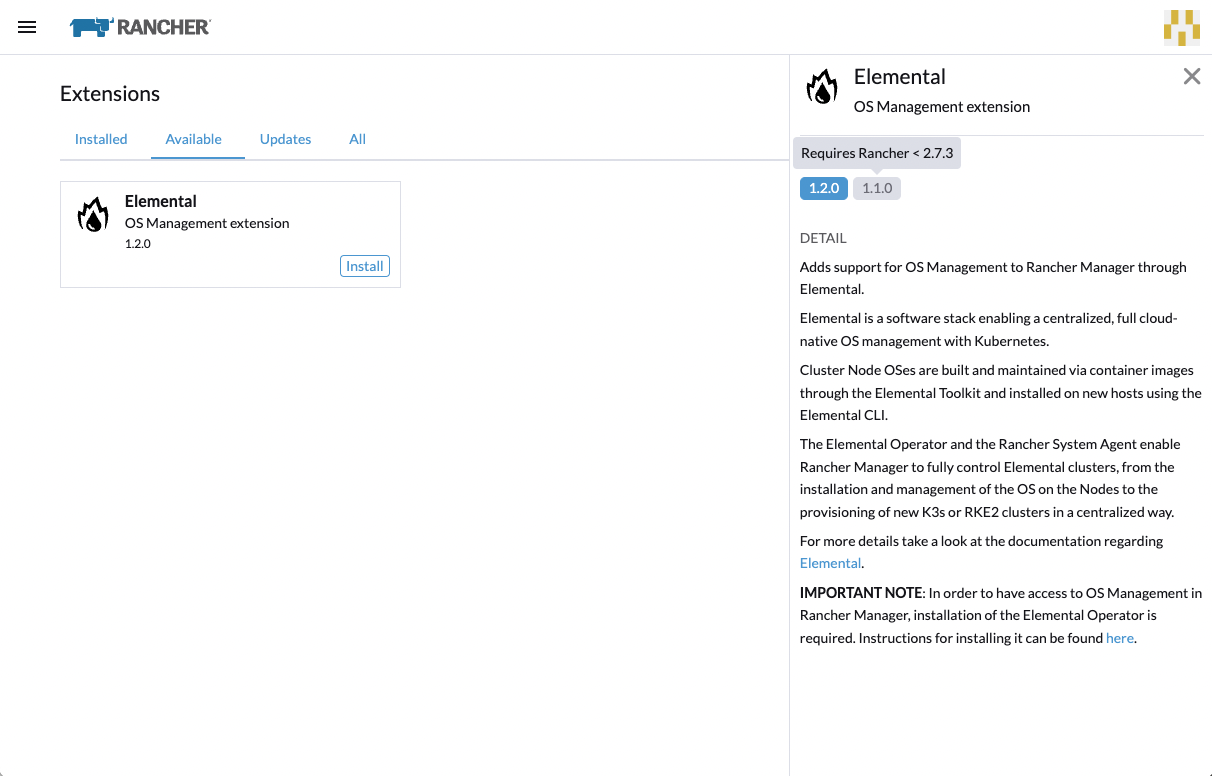 RANCHER
Extensions
Installed
Available
Updates
All
Elemental
OS Management extension
1.2.0
Install
Elemental
OS Management extension
Requires Rancher < 2.7.3
1.2.0
1.1.0
DETAIL
Adds support for OS Management to Rancher Manager through
Elemental.
Elemental is a software stack enabling a centralized, full cloud-
native OS management with Kubernetes.
Cluster Node OSes are built and maintained via container images
through the Elemental Toolkit and installed on new hosts using the
Elemental CLI.
The Elemental Operator and the Rancher System Agent enable
Rancher Manager to fully control Elemental clusters, from the
installation and management of the OS on the Nodes to the
provisioning of new K3s or RKE2 clusters in a centralized way.
For more details take a look at the documentation regarding
Elemental.
IMPORTANT NOTE: In order to have access to OS Management in
Rancher Manager, installation of the Elemental Operator is
required. Instructions for installing it can be found here.